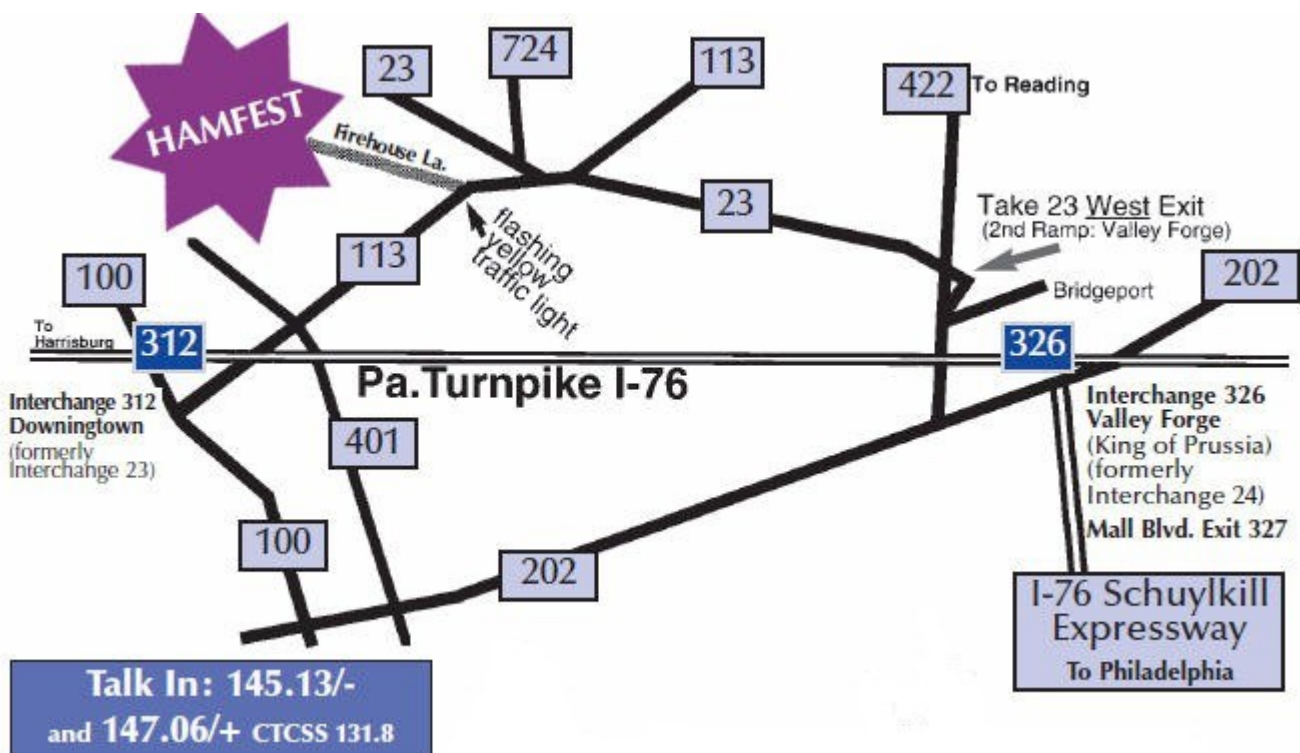 23
724
113
422
To Reading
HAMFEST
Firehouse La.
23
Take 23 West Exit
(2nd Ramp: Valley Forge)
flashing
yellow
traffic light
113
100
202
Bridgeport
To
Harrisburg
312
326
Pa.Turnpike I-76
Interchange 312
Downingtown
(formerly
Interchange 23)
401
Interchange 326
Valley Forge
(King of Prussia)
(formerly
Interchange 24)
Mall Blvd. Exit 327
100
202
I-76 Schuylkill
Expressway
To Philadelphia
Talk In: 145.13/-
and 147.06/+ CTCSS 131.8